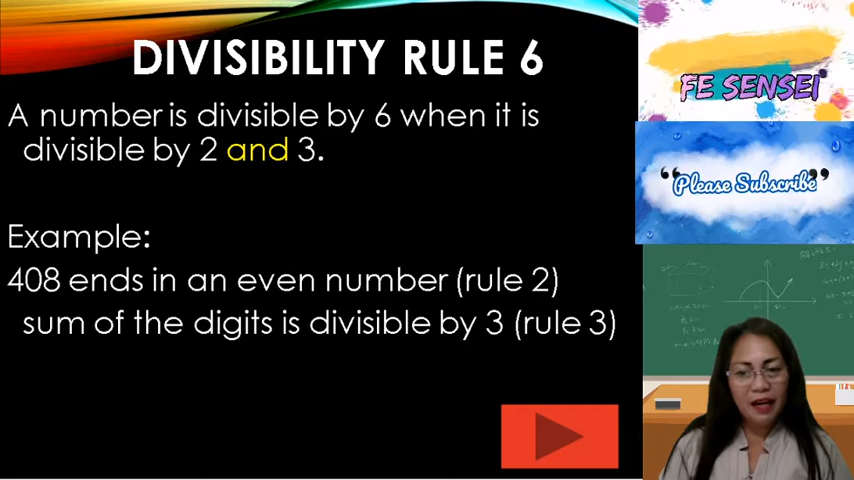 DIVISIBILITY RULE 6
A number is divisible by 6 when it is
divisible by 2 and 3.
Example:
408 ends in an even number (rule 2)
sum of the digits is divisible by 3 (rule 3)
FE SENSEI
“Please Subscribe”